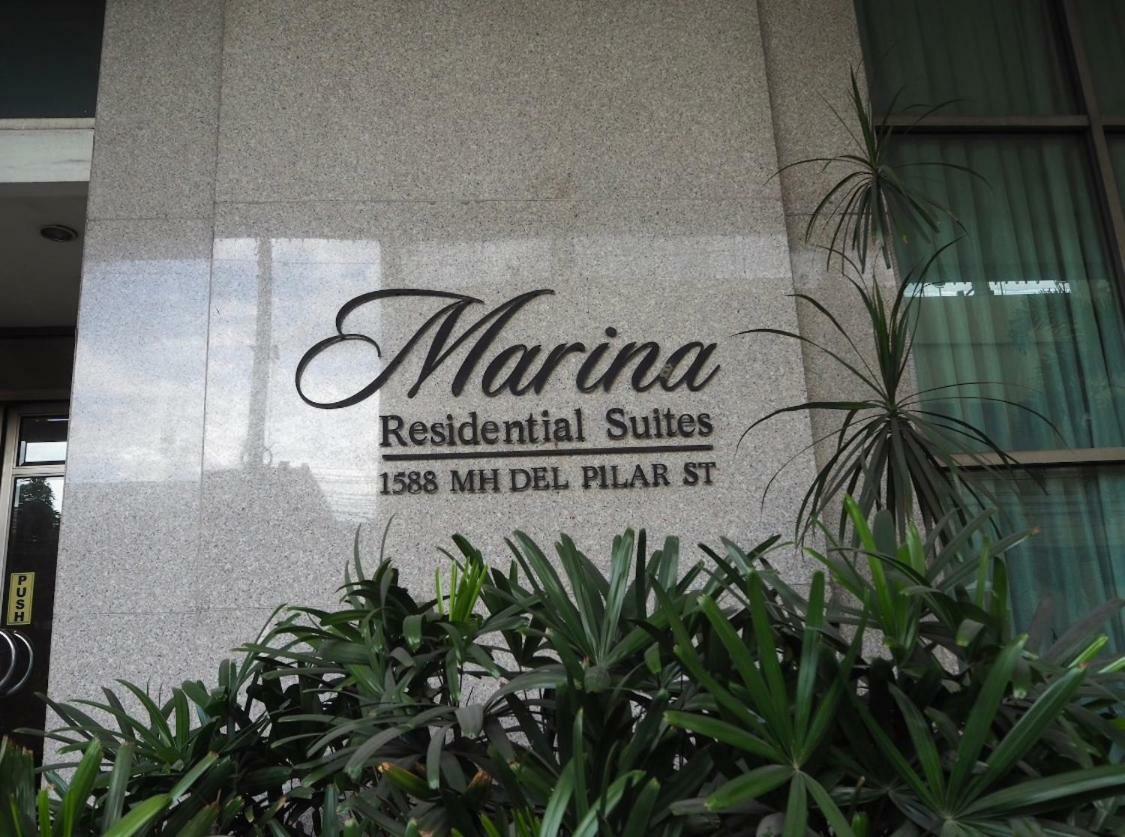 Marina
Residential Suites
1588 MH DEL PILAR ST
PUSH